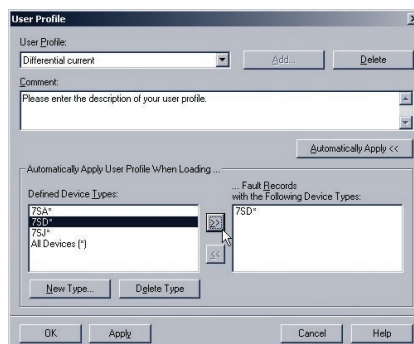 User Profile
User Profile:
Differential current
Add...
Delete
Comment:
Please enter the description of your user profile.
Automatically Apply <<
Automatically Apply User Profile When Loading ...
Defined Device Types:
7SA*
7SD*
7SJ*
All Devices (*)
>>
<<
... Fault Records
with the Following Device Types:
7SD*
New Type...
Delete Type
OK
Apply
Cancel
Help